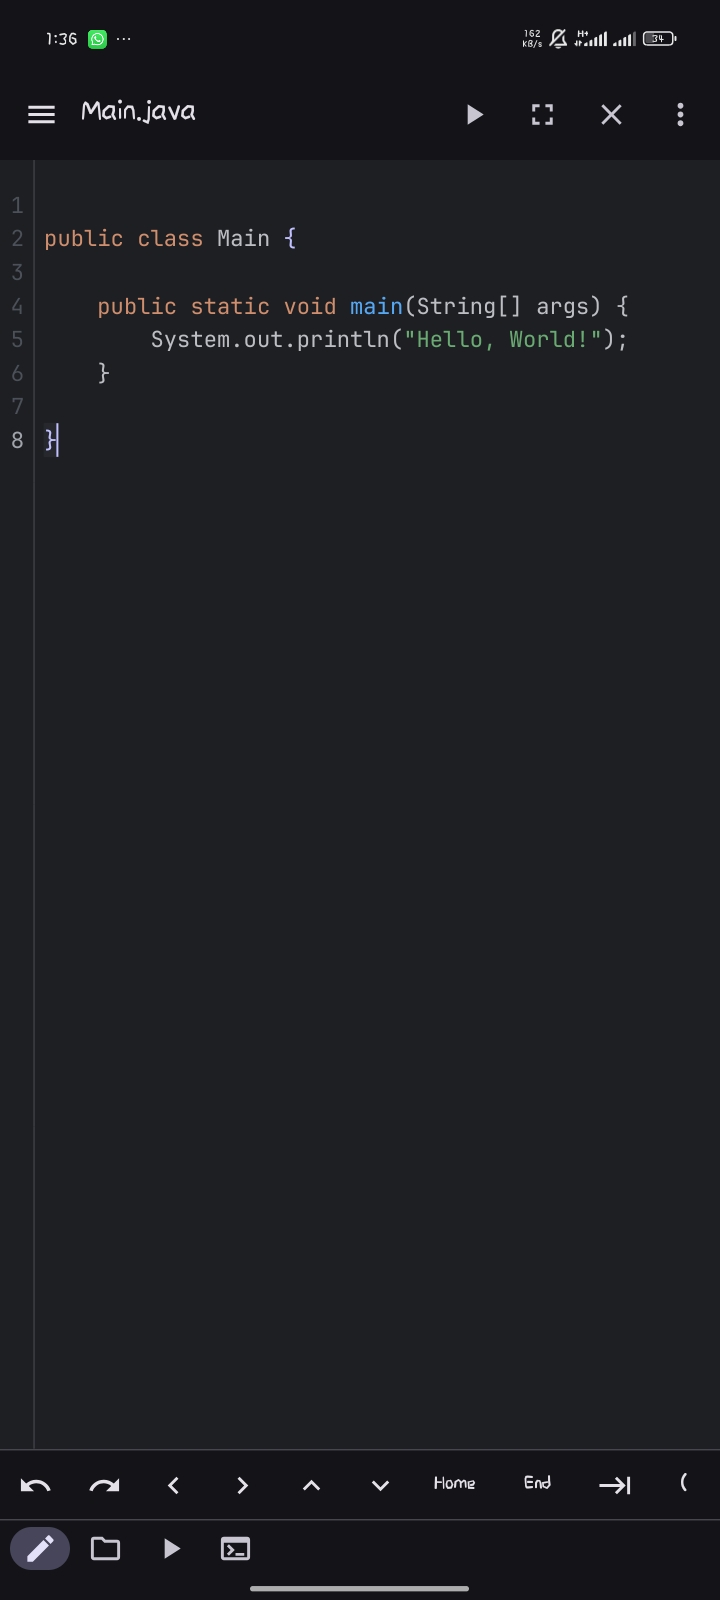 1:36 ...
162
KB/s
H+
34
Main.java
1
2 public class Main {
3
4     public static void main(String[] args) {
5         System.out.println("Hello, World!");
6     }
7
8 }
Home End (